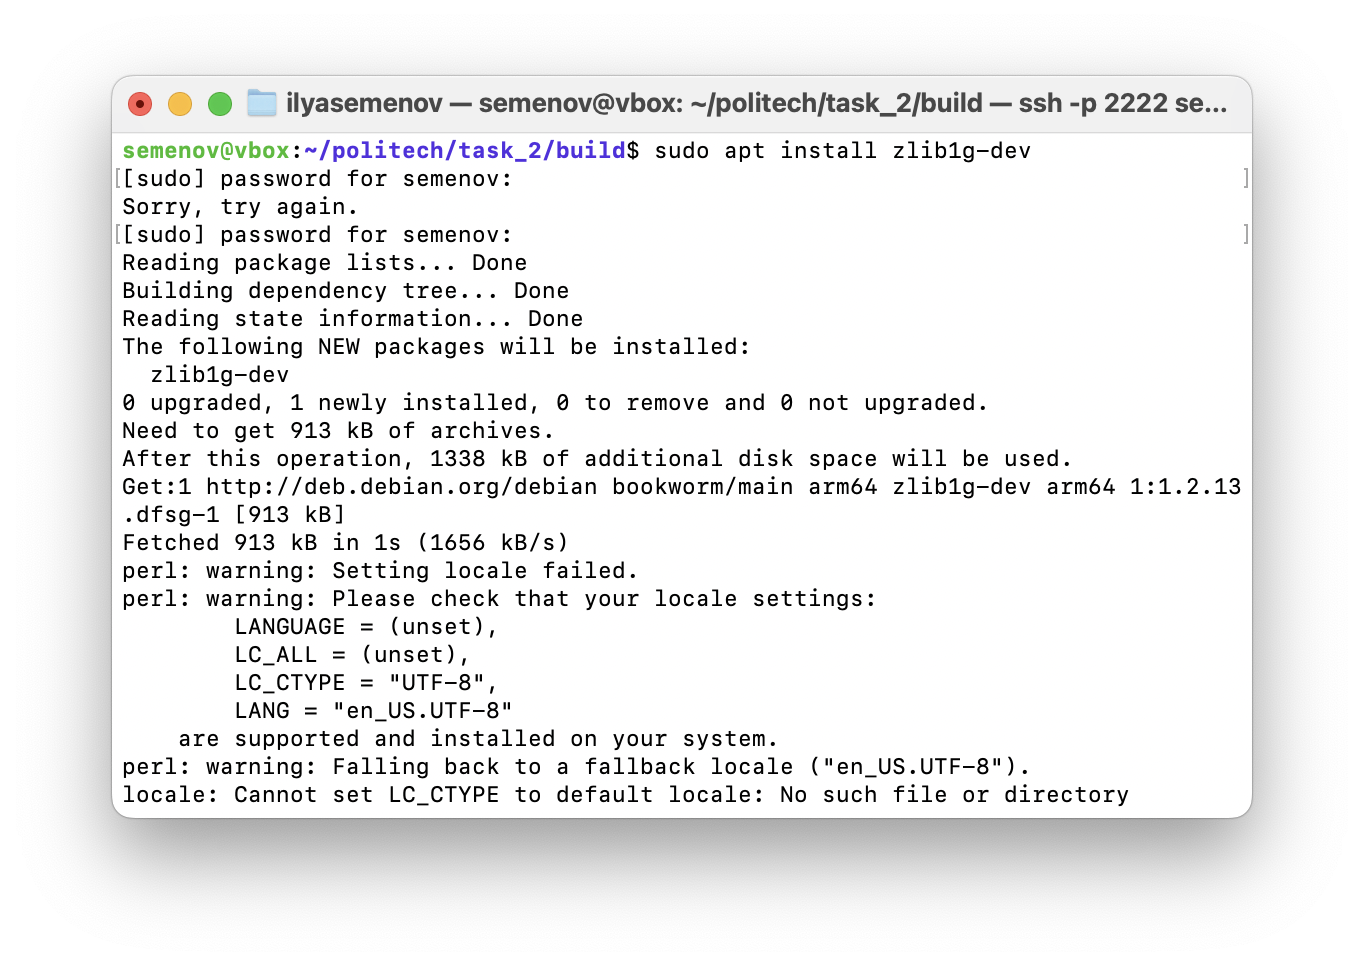 ilyasemenov — semenov@vbox: ~/politech/task_2/build — ssh -p 2222 se...
semenov@vbox:~/politech/task_2/build$ sudo apt install zlib1g-dev
[[sudo] password for semenov: ]
Sorry, try again.
[[sudo] password for semenov: ]
Reading package lists... Done
Building dependency tree... Done
Reading state information... Done
The following NEW packages will be installed:
  zlib1g-dev
0 upgraded, 1 newly installed, 0 to remove and 0 not upgraded.
Need to get 913 kB of archives.
After this operation, 1338 kB of additional disk space will be used.
Get:1 http://deb.debian.org/debian bookworm/main arm64 zlib1g-dev arm64 1:1.2.13
.dfsg-1 [913 kB]
Fetched 913 kB in 1s (1656 kB/s)
perl: warning: Setting locale failed.
perl: warning: Please check that your locale settings:
        LANGUAGE = (unset),
        LC_ALL = (unset),
        LC_CTYPE = "UTF-8",
        LANG = "en_US.UTF-8"
    are supported and installed on your system.
perl: warning: Falling back to a fallback locale ("en_US.UTF-8").
locale: Cannot set LC_CTYPE to default locale: No such file or directory